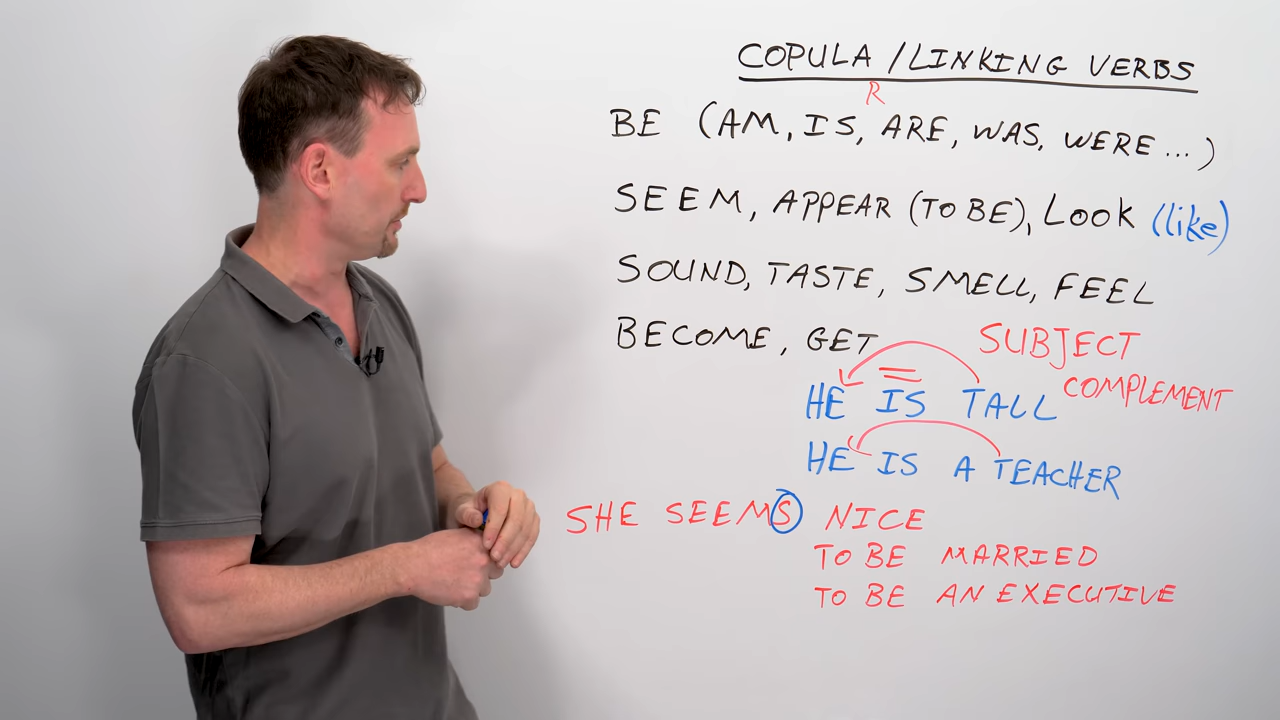 COPULA / LINKING VERBS
R
BE (AM, IS, ARE, WAS, WERE ... )
SEEM, APPEAR (TO BE), LOOK (like)
SOUND, TASTE, SMELL, FEEL
BECOME, GET
SUBJECT
COMPLEMENT
HE IS TALL
HE IS A TEACHER
SHE SEEMS NICE
TO BE MARRIED
TO BE AN EXECUTIVE